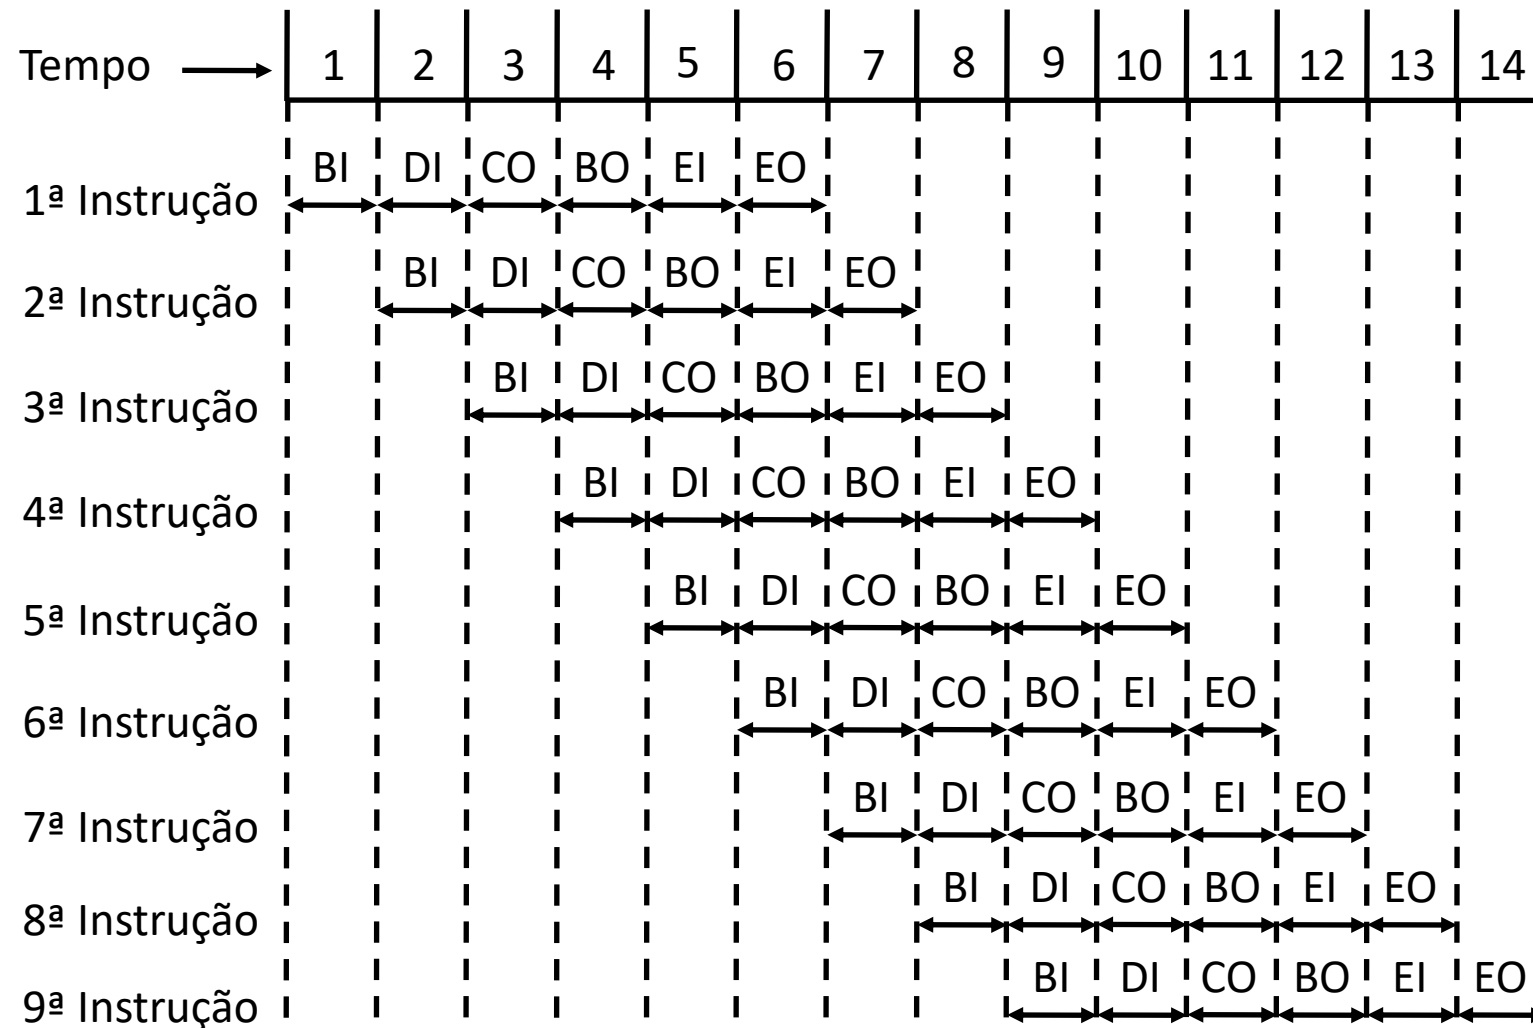 Tempo 1 2 3 4 5 6 7 8 9 10 11 12 13 14
BI DI CO BO EI EO
1ª Instrução
BI DI CO BO EI EO
2ª Instrução
BI DI CO BO EI EO
3ª Instrução
BI DI CO BO EI EO
4ª Instrução
BI DI CO BO EI EO
5ª Instrução
BI DI CO BO EI EO
6ª Instrução
BI DI CO BO EI EO
7ª Instrução
BI DI CO BO EI EO
8ª Instrução
BI DI CO BO EI EO
9ª Instrução